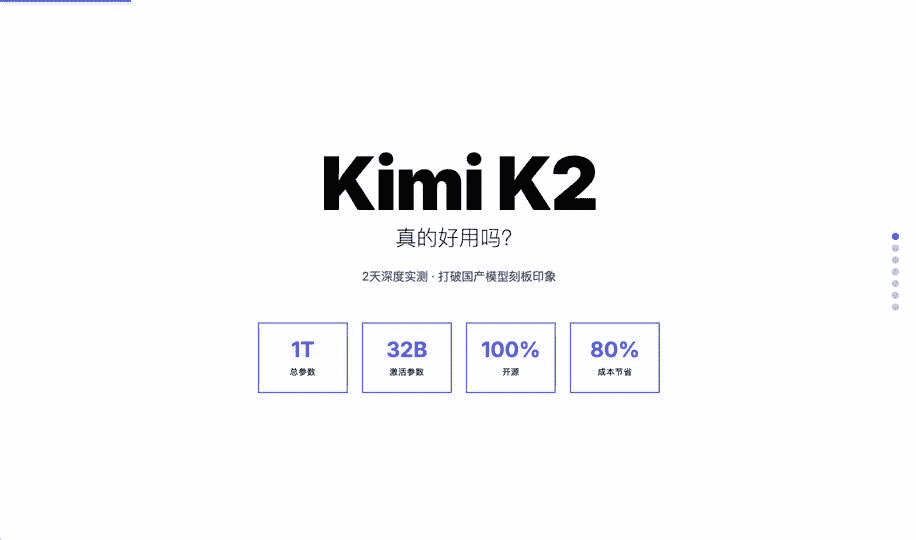 Kimi K2
真的好用吗?
2天深度实测 · 打破国产模型刻板印象
1T
总参数
32B
激活参数
100%
开源
80%
成本节省